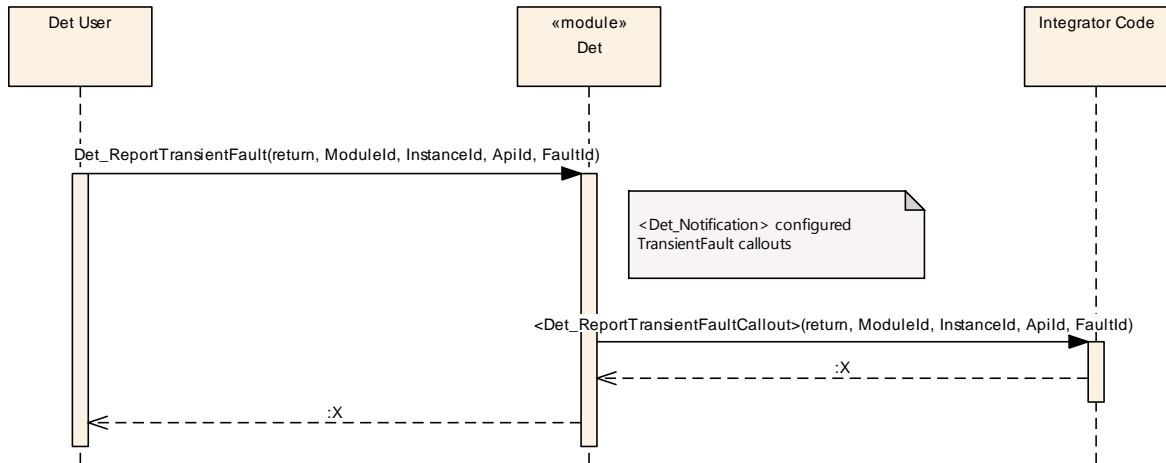 Det User
«module»
Det
Integrator Code
Det_ReportTransientFault(return, ModuleId, InstanceId, ApiId, FaultId)
<Det_Notification> configured
TransientFault callouts
<Det_ReportTransientFaultCallout>(return, ModuleId, InstanceId, ApiId, FaultId)
:X
:X